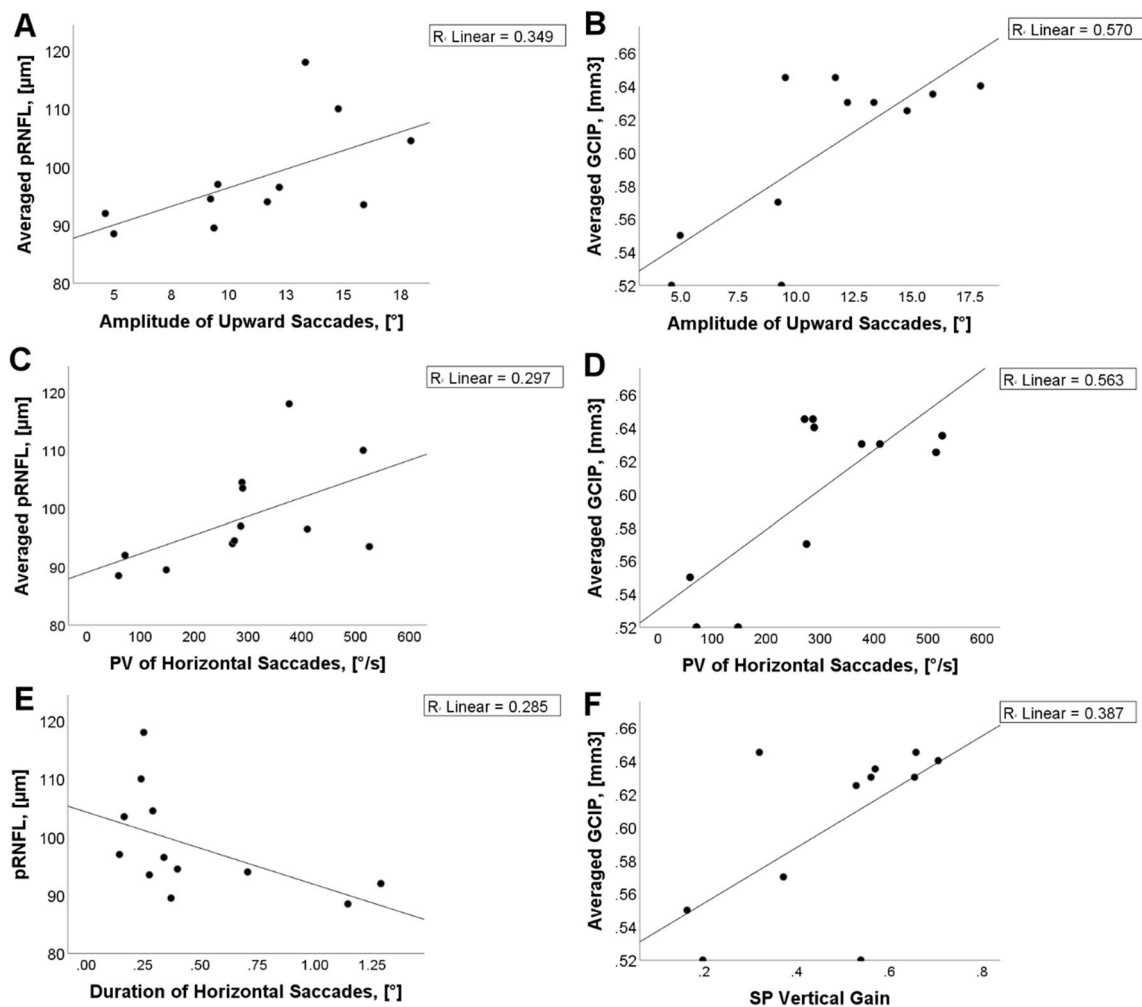 A
R² Linear = 0.349
Averaged pRNFL, [µm]
120
110
100
90
80
5 8 10 13 15 18
Amplitude of Upward Saccades, [°]
B
R² Linear = 0.570
Averaged GCIP, [mm3]
.66
.64
.62
.60
.58
.56
.54
.52
5.0 7.5 10.0 12.5 15.0 17.5
Amplitude of Upward Saccades, [°]
C
R² Linear = 0.297
Averaged pRNFL, [µm]
120
110
100
90
80
0 100 200 300 400 500 600
PV of Horizontal Saccades, [°/s]
D
R² Linear = 0.563
Averaged GCIP, [mm3]
.66
.64
.62
.60
.58
.56
.54
.52
0 100 200 300 400 500 600
PV of Horizontal Saccades, [°/s]
E
R² Linear = 0.285
pRNFL, [µm]
120
110
100
90
80
.00 .25 .50 .75 1.00 1.25
Duration of Horizontal Saccades, [°]
F
R² Linear = 0.387
Averaged GCIP, [mm3]
.66
.64
.62
.60
.58
.56
.54
.52
.2 .4 .6 .8
SP Vertical Gain